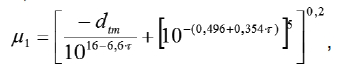 μ₁ = [ −d_tm / 10^(16−6,6·τ) + [10^(−(0,496+0,354·τ))]^5 ]^(0,2) ,